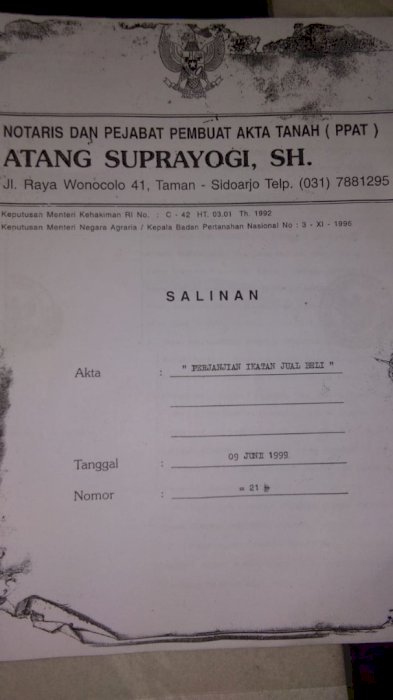 NOTARIS DAN PEJABAT PEMBUAT AKTA TANAH ( PPAT )
ATANG SUPRAYOGI, SH.
Jl. Raya Wonocolo 41, Taman - Sidoarjo Telp. (031) 7881295
Keputusan Menteri Kehakiman RI No. : C - 42 HT. 03.01 Th. 1992
Keputusan Menteri Negara Agraria / Kepala Badan Pertanahan Nasional No : 3 - XI - 1996
SALINAN
Akta : " PERJANJIAN IKATAN JUAL BELI "
Tanggal : 09 JUNI 1999
Nomor : = 21